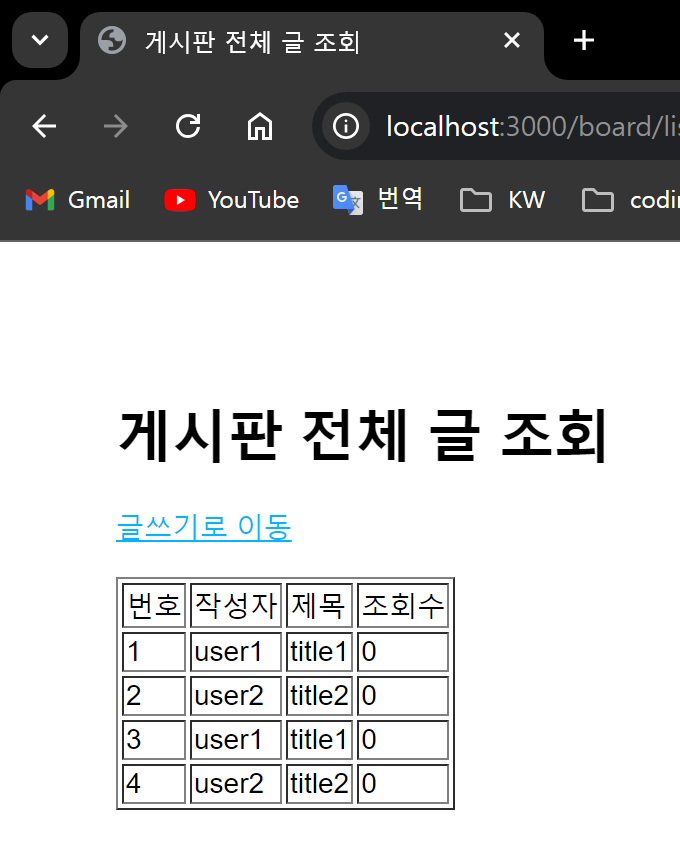 게시판 전체 글 조회
localhost:3000/board/lis
Gmail YouTube 번역 KW codin
게시판 전체 글 조회
글쓰기로 이동
번호 작성자 제목 조회수
1 user1 title1 0
2 user2 title2 0
3 user1 title1 0
4 user2 title2 0